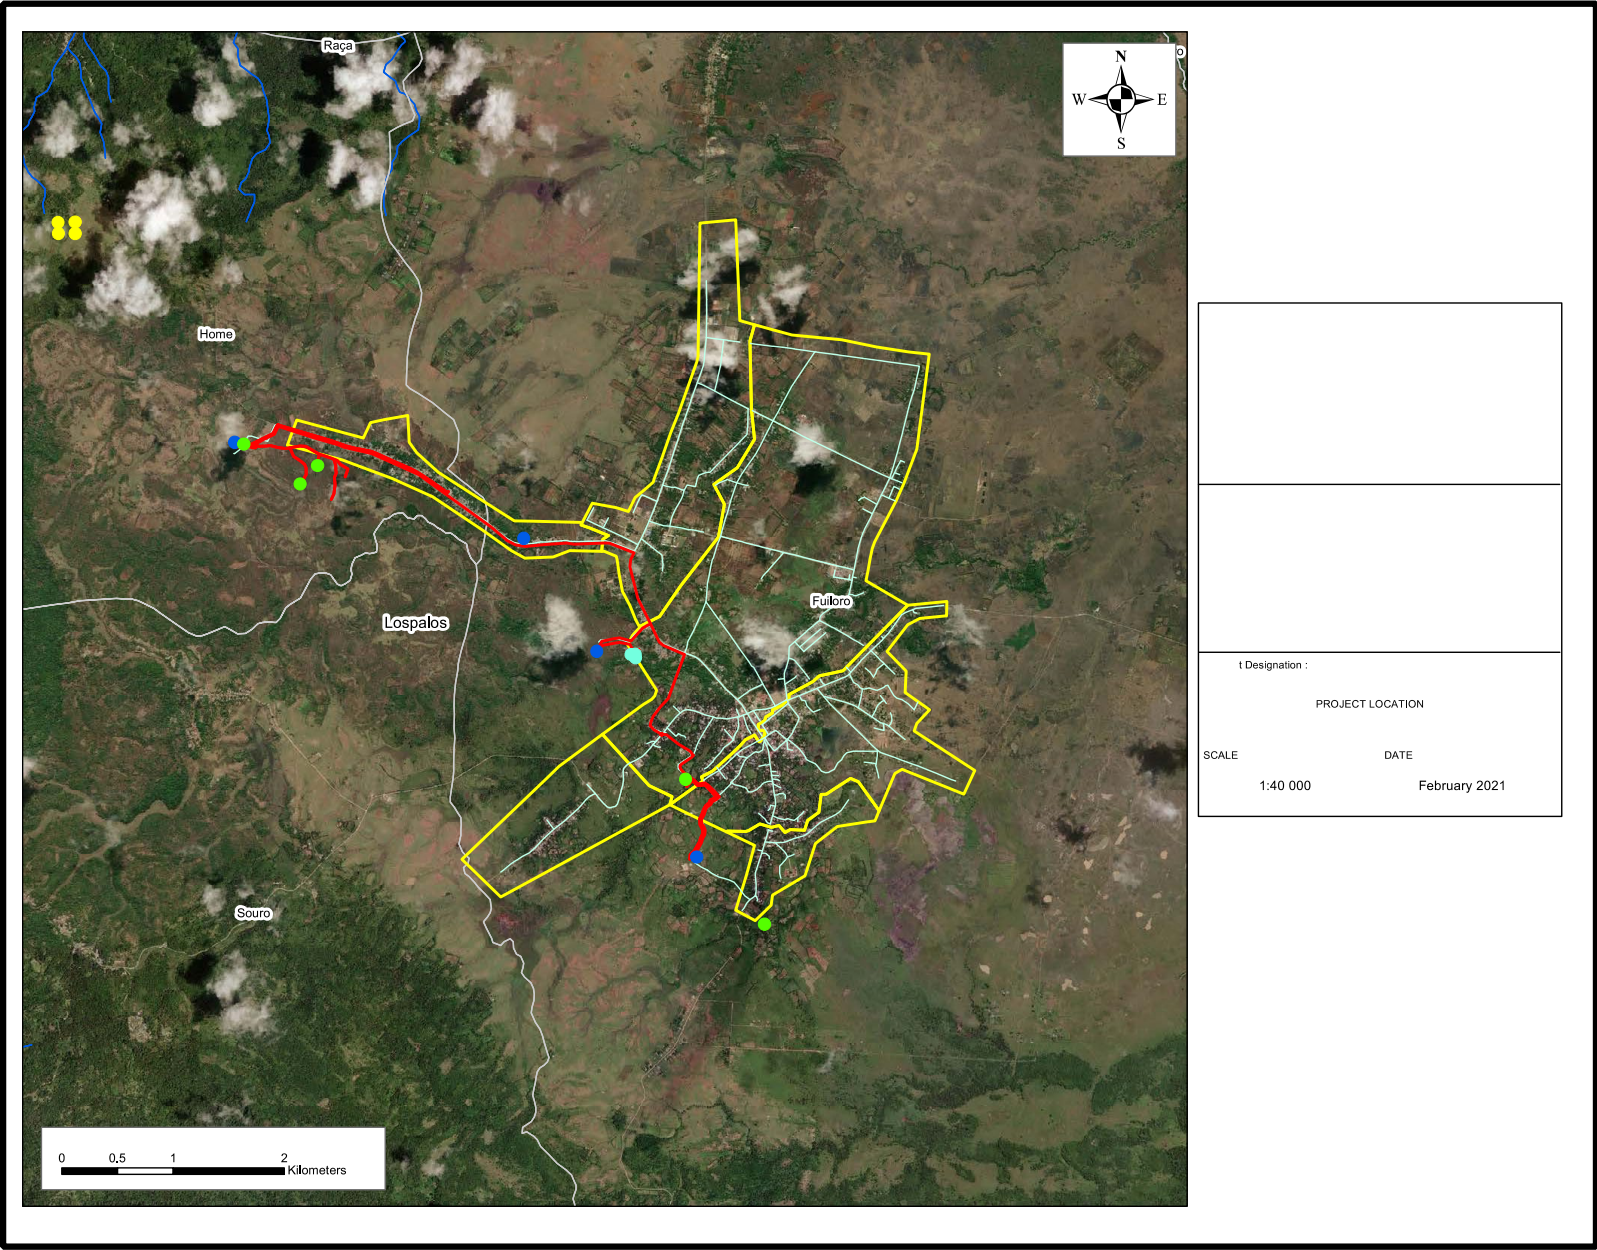 Raça
o
N
W E
S
Home
Fuiloro
Lospalos
Souro
0 0.5 1 2
Kilometers
t Designation :
PROJECT LOCATION
SCALE DATE
1:40 000 February 2021